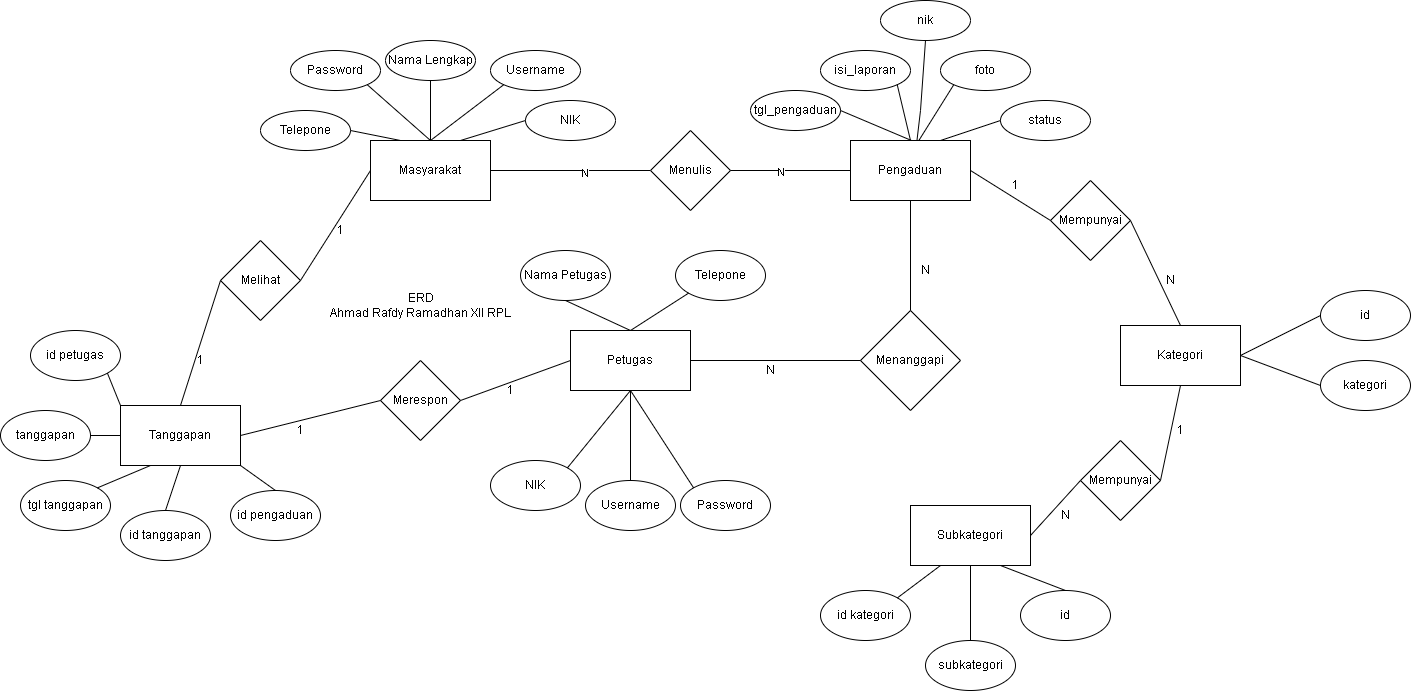 nik
Nama Lengkap
Password
Username
isi_laporan
foto
tgl_pengaduan
Telepone
NIK
status
Masyarakat
N
Menulis
N
Pengaduan
1
Mempunyai
1
Melihat
N
Nama Petugas
Telepone
N
ERD
Ahmad Rafdy Ramadhan XII RPL
id
id petugas
1
Petugas
N
Menanggapi
Kategori
kategori
1
Merespon
1
tanggapan
Tanggapan
1
Mempunyai
NIK
Username
Password
tgl tanggapan
id tanggapan
id pengaduan
N
Subkategori
id kategori
id
subkategori